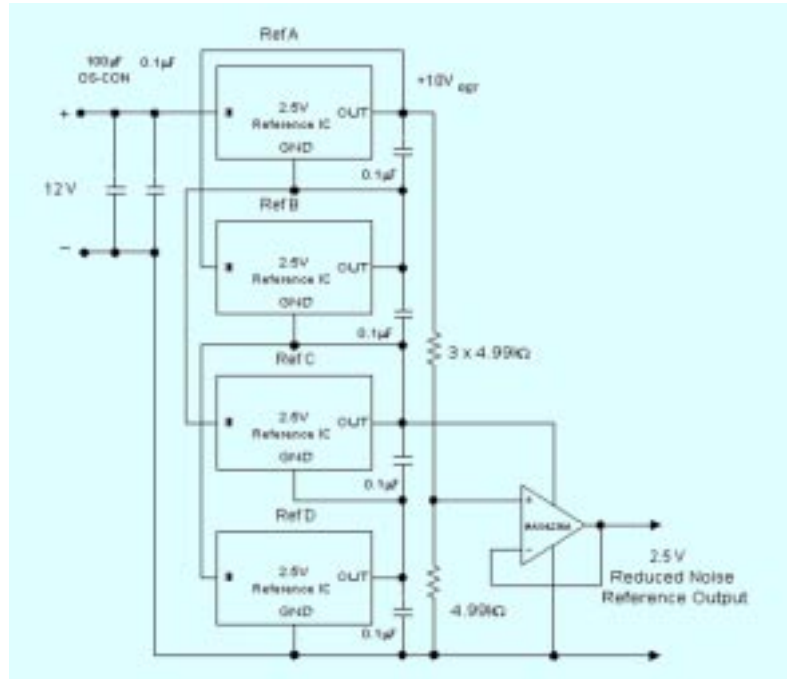 Ref A
100µF
OS-CON
0.1µF
+10V
+
2.5V
Reference IC
OUT
GND
0.1µF
12V
Ref B
−
2.5V
Reference IC
OUT
GND
0.1µF
3 x 4.99kΩ
Ref C
2.5V
Reference IC
OUT
GND
0.1µF
Ref D
+
−
2.5V
Reference IC
OUT
GND
2.5 V
Reduced Noise
Reference Output
4.99kΩ
0.1µF